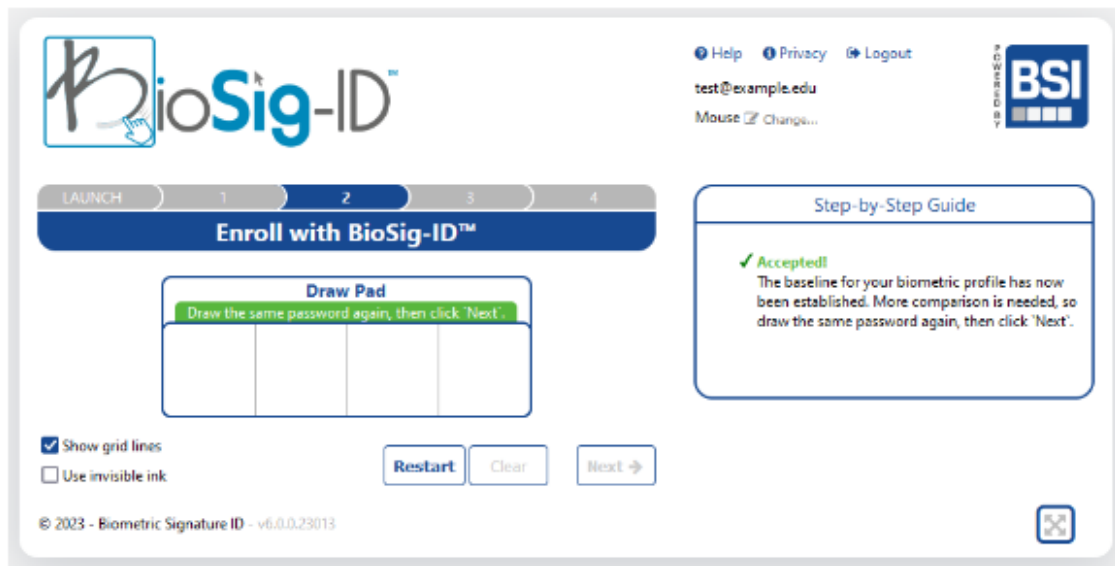 BioSig-ID™
Help Privacy Logout
test@example.edu
Mouse Change...
POWERED BY
BSI
LAUNCH 1 2 3 4
Enroll with BioSig-ID™
Draw Pad
Draw the same password again, then click `Next`.
Show grid lines
Use invisible ink
Restart Clear Next
© 2023 - Biometric Signature ID - v6.0.0.23013
Step-by-Step Guide
Accepted!
The baseline for your biometric profile has now
been established. More comparison is needed, so
draw the same password again, then click `Next`.